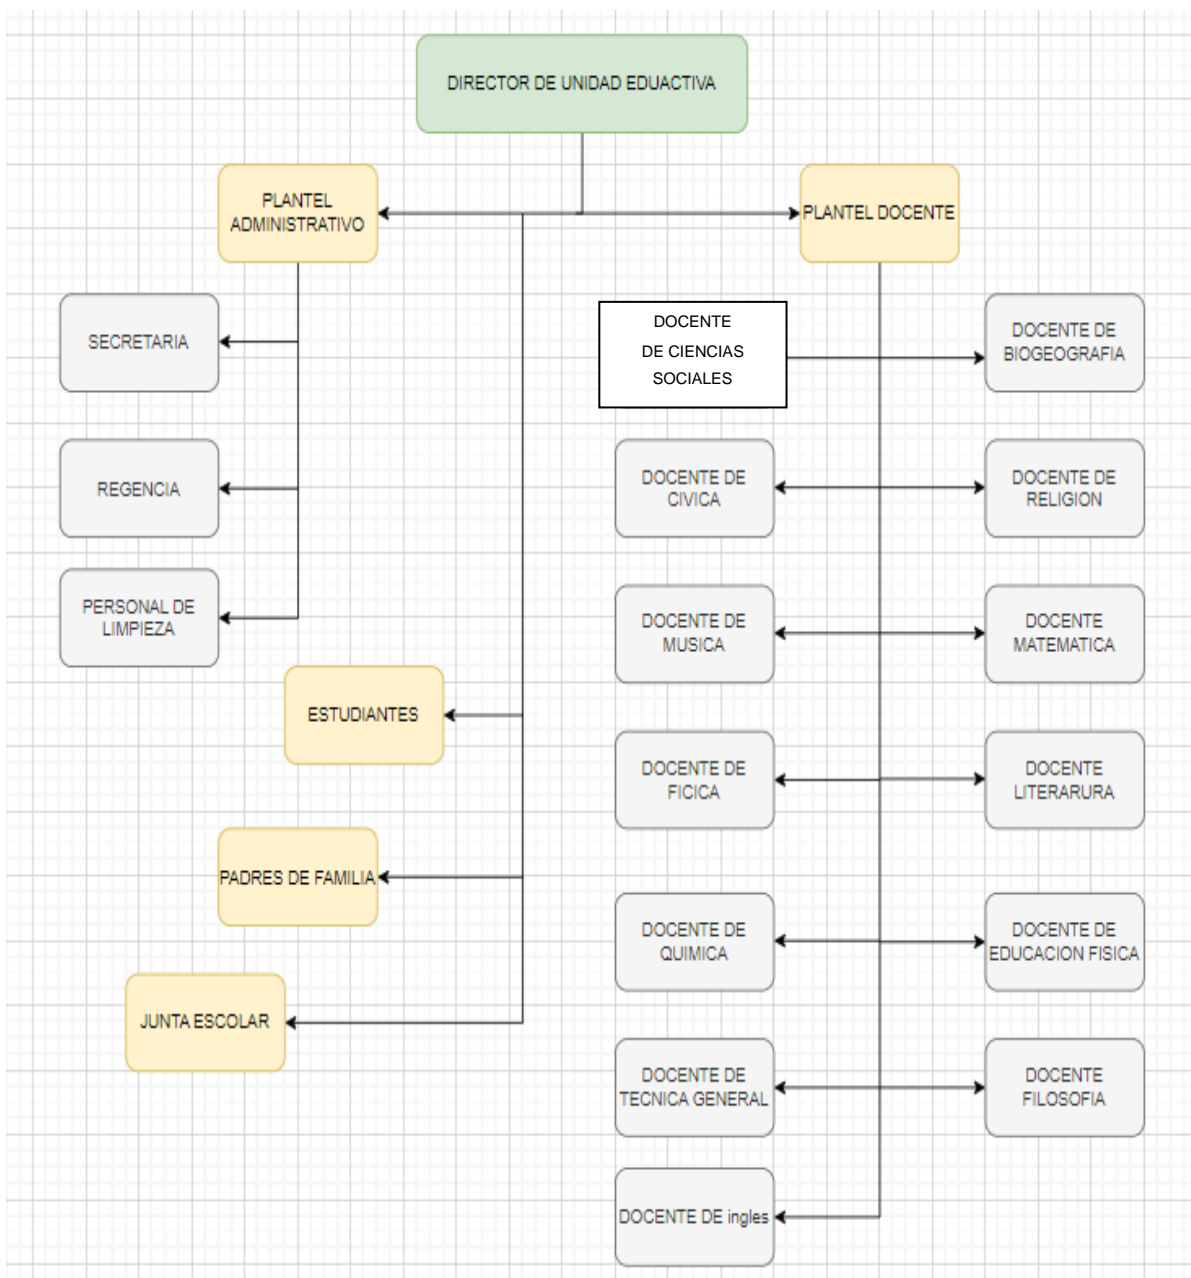 DIRECTOR DE UNIDAD EDUACTIVA
PLANTEL
ADMINISTRATIVO
PLANTEL DOCENTE
SECRETARIA
DOCENTE
DE CIENCIAS
SOCIALES
DOCENTE DE
BIOGEOGRAFIA
REGENCIA
DOCENTE DE
CIVICA
DOCENTE DE
RELIGION
PERSONAL DE
LIMPIEZA
DOCENTE DE
MUSICA
DOCENTE
MATEMATICA
ESTUDIANTES
DOCENTE DE
FICICA
DOCENTE
LITERARURA
PADRES DE FAMILIA
DOCENTE DE
QUIMICA
DOCENTE DE
EDUCACION FISICA
JUNTA ESCOLAR
DOCENTE DE
TECNICA GENERAL
DOCENTE
FILOSOFIA
DOCENTE DE ingles